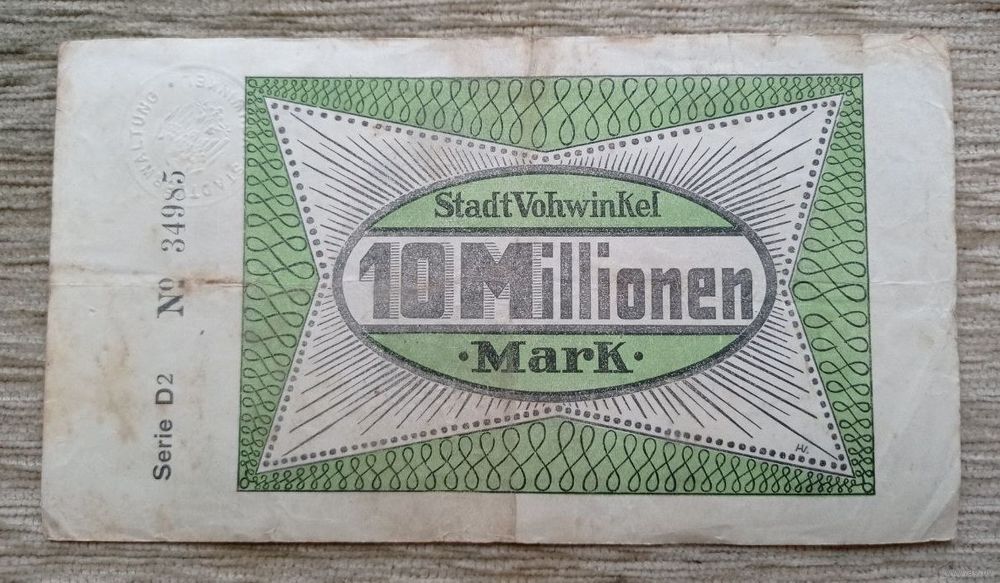 Stadt Vohwinkel
10 Millionen
· Mark ·
Serie D2 Nº 34985